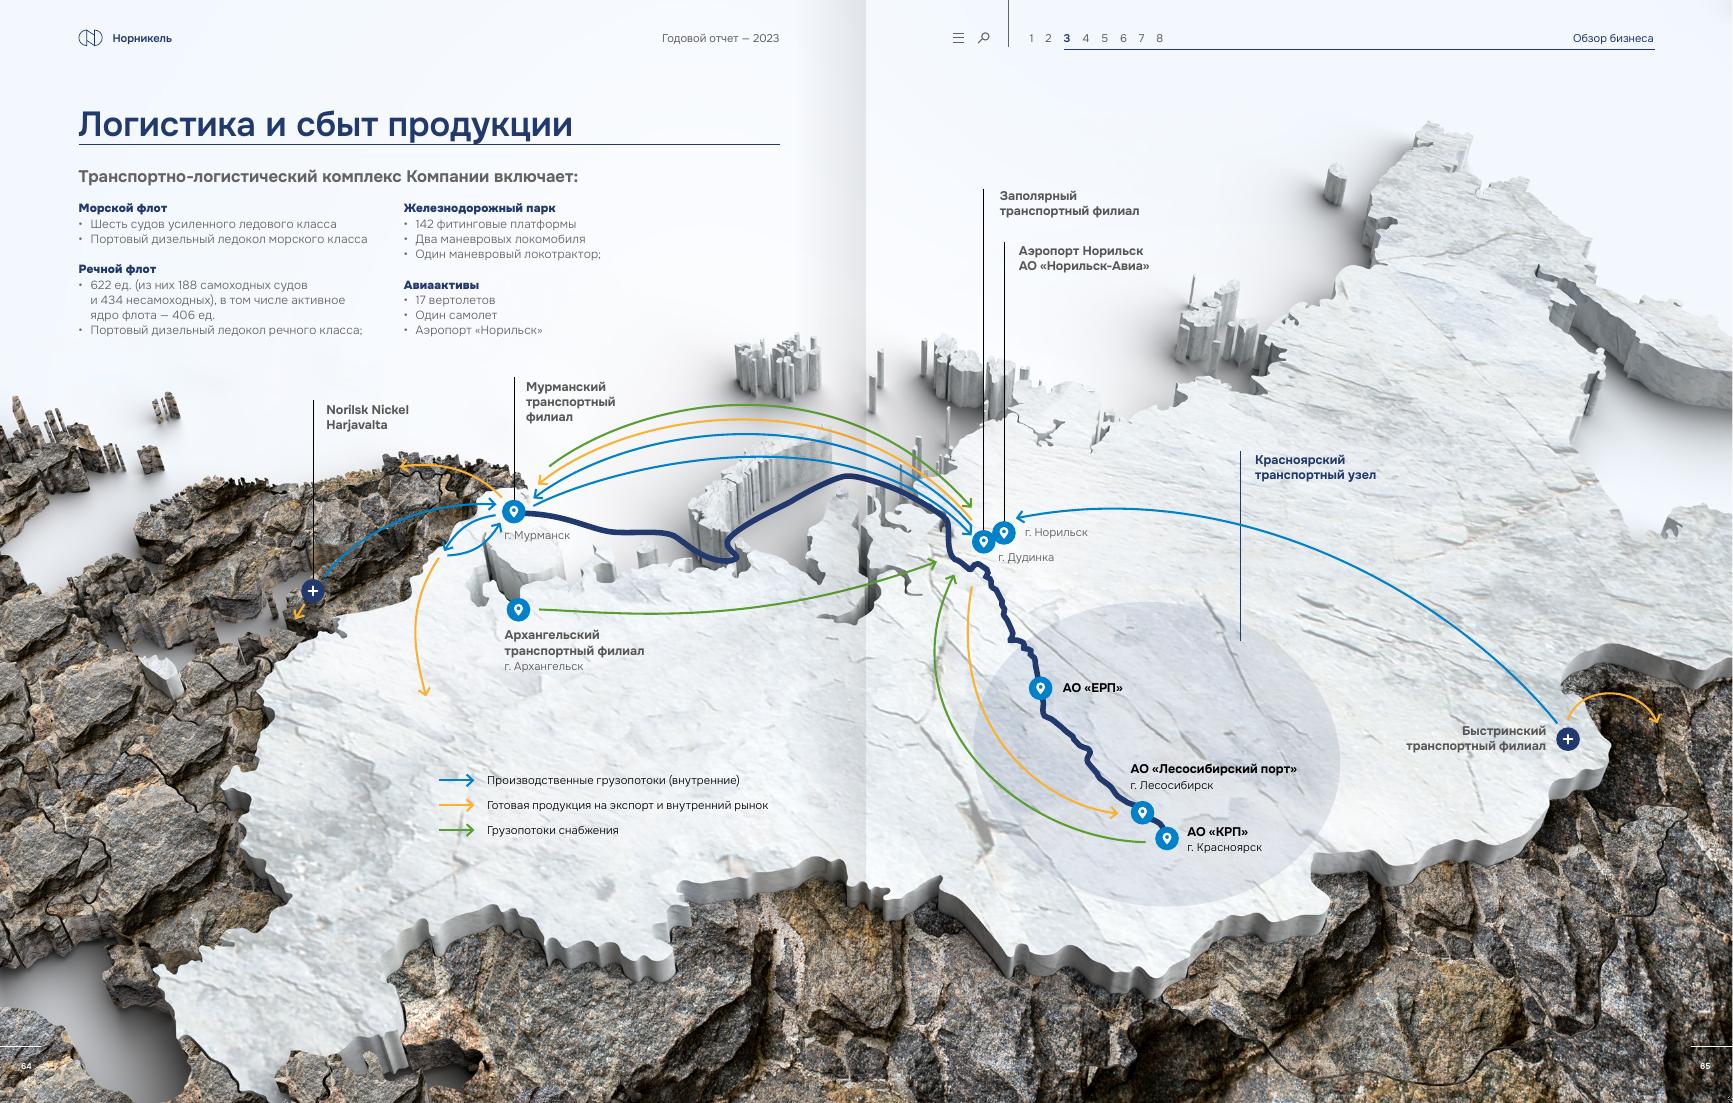 Норникель
Годовой отчет — 2023
1 2 3 4 5 6 7 8
Обзор бизнеса
Логистика и сбыт продукции
Транспортно-логистический комплекс Компании включает:
Морской флот
• Шесть судов усиленного ледового класса
• Портовый дизельный ледокол морского класса
Речной флот
• 622 ед. (из них 188 самоходных судов
и 434 несамоходных), в том числе активное
ядро флота — 406 ед.
• Портовый дизельный ледокол речного класса;
Железнодорожный парк
• 142 фитинговые платформы
• Два маневровых локомобиля
• Один маневровый локотрактор;
Авиаактивы
• 17 вертолетов
• Один самолет
• Аэропорт «Норильск»
Заполярный
транспортный филиал
Аэропорт Норильск
АО «Норильск-Авиа»
Norilsk Nickel
Harjavalta
Мурманский
транспортный
филиал
Красноярский
транспортный узел
г. Мурманск
г. Норильск
г. Дудинка
Архангельский
транспортный филиал
г. Архангельск
АО «ЕРП»
Быстринский
транспортный филиал
АО «Лесосибирский порт»
г. Лесосибирск
АО «КРП»
г. Красноярск
Производственные грузопотоки (внутренние)
Готовая продукция на экспорт и внутренний рынок
Грузопотоки снабжения
64
65